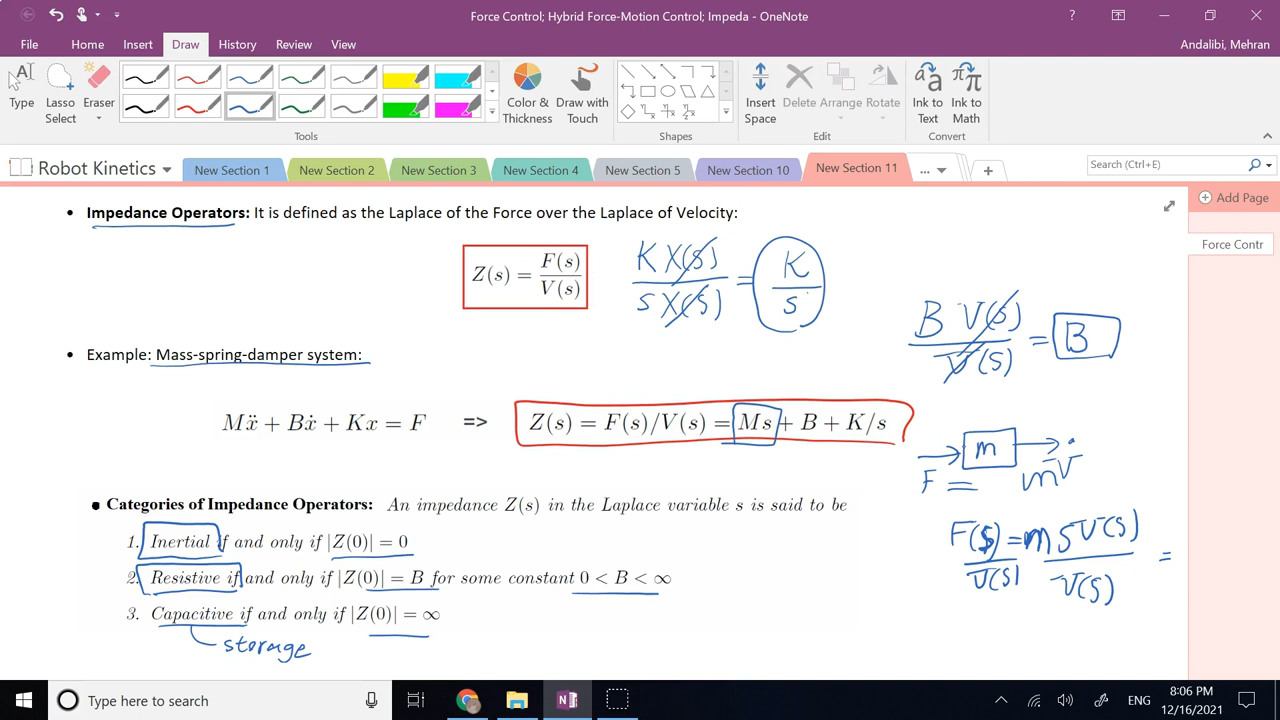 Force Control; Hybrid Force-Motion Control; Impeda - OneNote
File Home Insert Draw History Review View
Andalibi, Mehran
Type
Lasso Select
Eraser
Color & Thickness
Draw with Touch
Insert Space
Delete
Arrange
Rotate
Ink to Text
Ink to Math
Tools
Shapes
Edit
Convert
Robot Kinetics
New Section 1 New Section 2 New Section 3 New Section 4 New Section 5 New Section 10 New Section 11 ...
Search (Ctrl+E)
Add Page
Force Contr
• Impedance Operators: It is defined as the Laplace of the Force over the Laplace of Velocity:
Z(s) = F(s)/V(s)
K X(s)/s X(s) = K/s
B V(s)/V(s) = B
• Example: Mass-spring-damper system:
Mẍ + Bẋ + Kx = F => Z(s) = F(s)/V(s) = Ms + B + K/s
F = m mV̇
F(s)/V(s) = m s V(s)/V(s) =
• Categories of Impedance Operators: An impedance Z(s) in the Laplace variable s is said to be
1. Inertial if and only if |Z(0)| = 0
2. Resistive if and only if |Z(0)| = B for some constant 0 < B < ∞
3. Capacitive if and only if |Z(0)| = ∞
storage
Type here to search
ENG
8:06 PM
12/16/2021